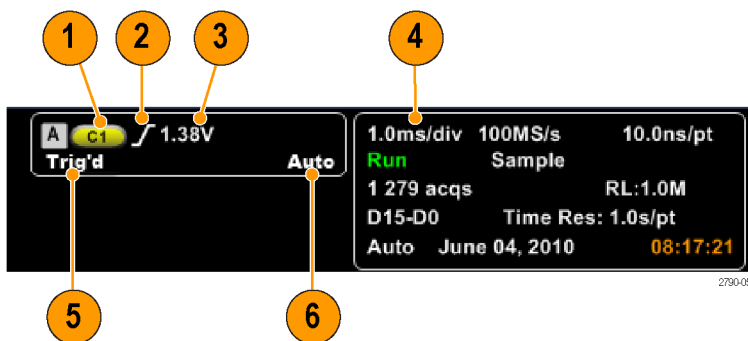 1 2 3 4
A C1 1.38V
Trig'd Auto
1.0ms/div 100MS/s 10.0ns/pt
Run Sample
1 279 acqs RL:1.0M
D15-D0 Time Res: 1.0s/pt
Auto June 04, 2010 08:17:21
5 6